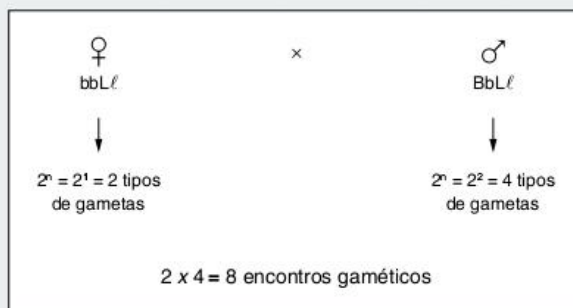 ♀ × ♂
bbLℓ BbLℓ
2ⁿ = 2¹ = 2 tipos
de gametas
2ⁿ = 2² = 4 tipos
de gametas
2 x 4 = 8 encontros gaméticos